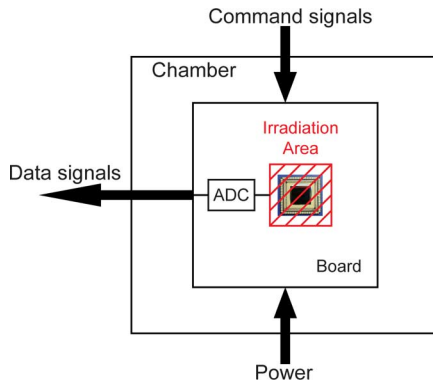 Command signals
Chamber
Irradiation
Area
Data signals
ADC
Board
Power